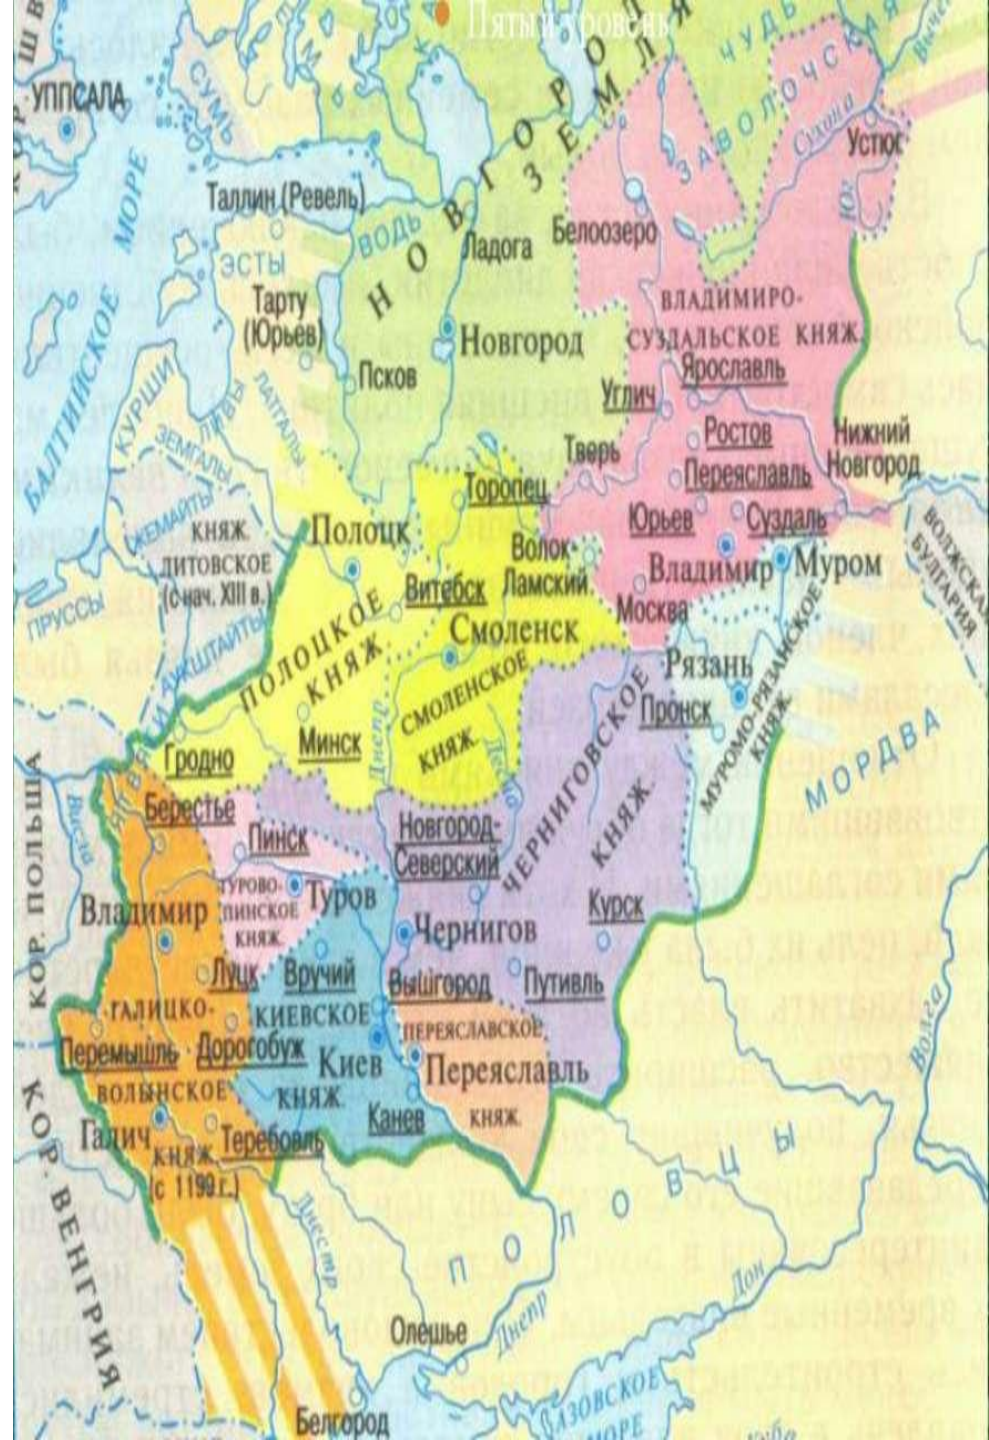 Пятый уровень
КОР. ШВ
УППСАЛА
СУМЬ
НОВГОРОД
ЗЕМЛЯ
ЧУДЬ
ЗАВОЛОЧСКАЯ
Сухона
Устюг
Юг
БАЛТИЙСКОЕ
МОРЕ
Таллин (Ревель)
ВОДЬ
ЭСТЫ
Ладога
Белоозеро
Тарту
(Юрьев)
Новгород
Псков
ВЛАДИМИРО-
СУЗДАЛЬСКОЕ КНЯЖ.
Ярославль
Углич
КУРШИ
ЗЕМГАЛЫ
ЛИВЫ
ЛАТГАЛЫ
Тверь
Ростов
Переяславль
Нижний
Новгород
Торопец
Юрьев
Суздаль
ЖЕМАЙТЫ
КНЯЖ.
ЛИТОВСКОЕ
(с нач. XIII в.)
Полоцк
Волок-
Ламский
Владимир
Муром
ВОЛЖСКАЯ
БУЛГАРИЯ
ПРУССЫ
АУКШТАЙТЫ
Витебск
Москва
ПОЛОЦКОЕ
КНЯЖ.
Смоленск
СМОЛЕНСКОЕ
КНЯЖ.
Рязань
Пронск
МУРОМО-РЯЗАНСКОЕ
КНЯЖ.
МОРДВА
Гродно
Минск
Днепр
Десна
ЯТВЯГИ
КОР. ПОЛЬША
Висла
Берестье
Пинск
Новгород-
Северский
ЧЕРНИГОВСКОЕ
КНЯЖ.
Владимир
ТУРОВО-
ПИНСКОЕ
КНЯЖ.
Туров
Чернигов
Курск
Луцк
Вручий
Вышгород
Путивль
ГАЛИЦКО-
КИЕВСКОЕ
ПЕРЕЯСЛАВСКОЕ
Перемышль
Дорогобуж
Киев
Переяславль
ВОЛЫНСКОЕ
КНЯЖ.
Канев
КНЯЖ.
Галич
КНЯЖ.
(с 1199 г.)
Теребовль
Волга
КОР. ВЕНГРИЯ
Днестр
ПОЛОВЦЫ
Дон
Олешье
Днепр
Белгород
АЗОВСКОЕ
МОРЕ